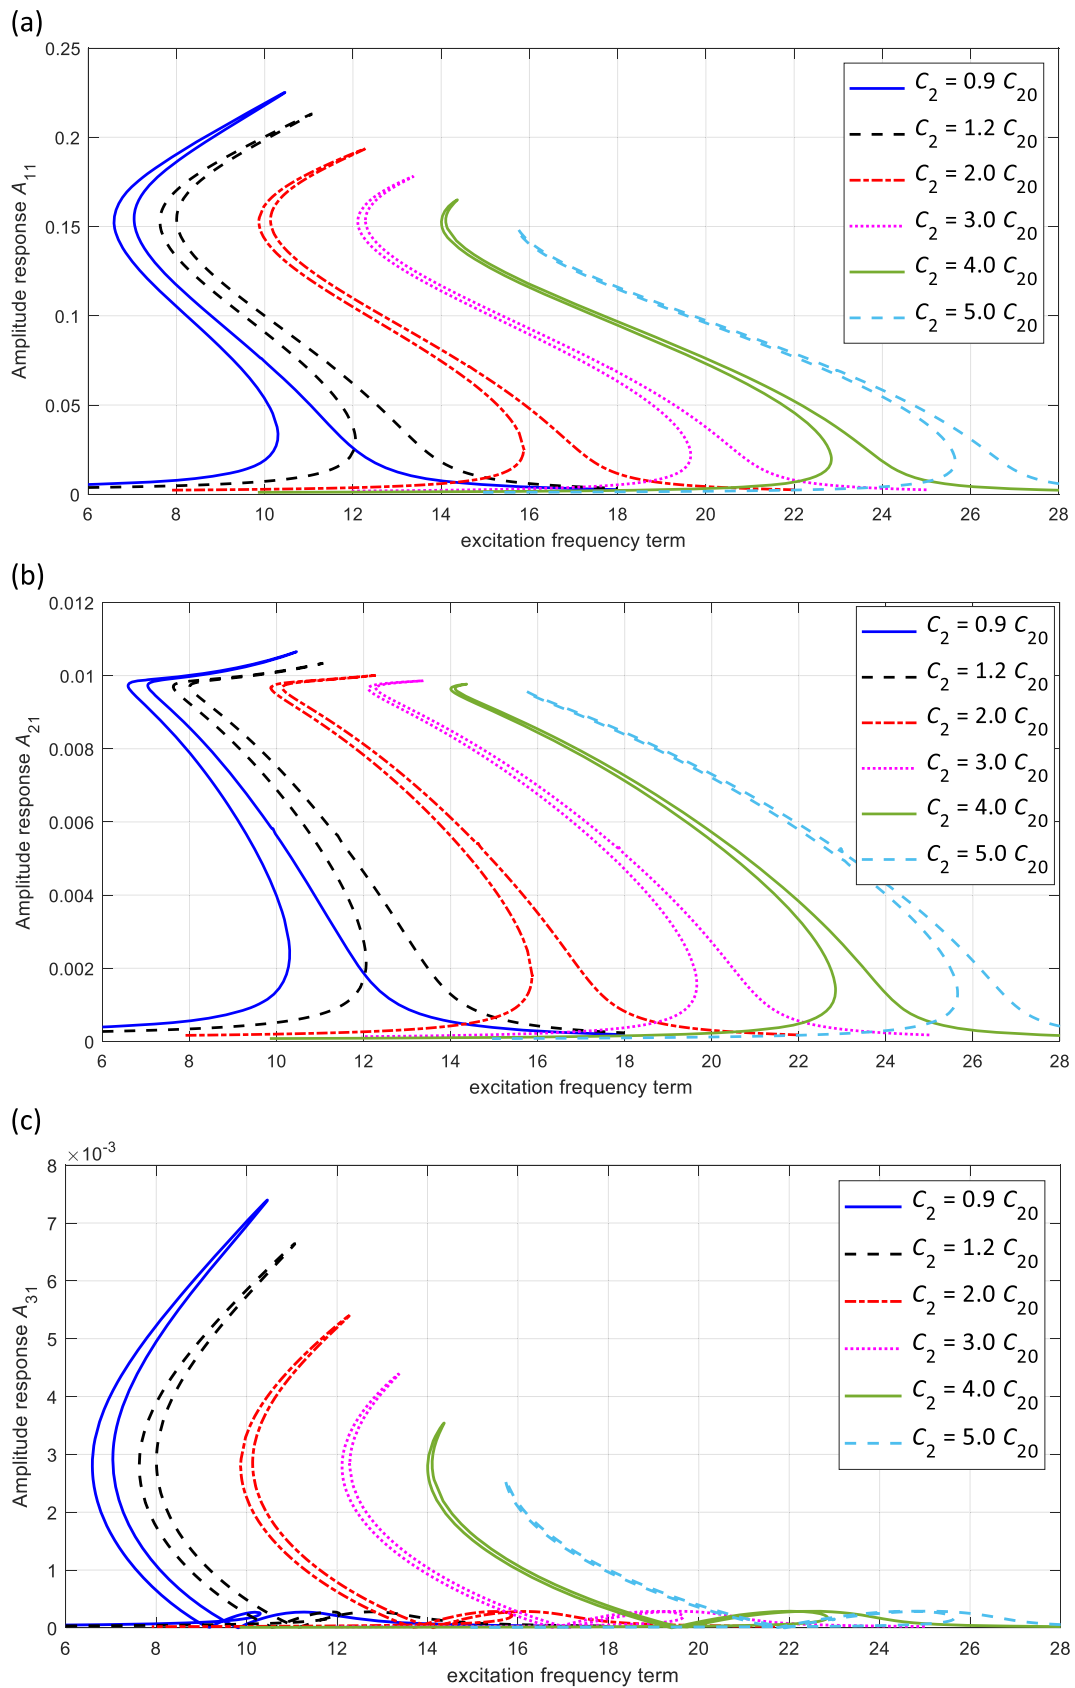 (a)
0.25
0.2
0.15
0.1
0.05
0
Amplitude response A11
C2 = 0.9 C20
C2 = 1.2 C20
C2 = 2.0 C20
C2 = 3.0 C20
C2 = 4.0 C20
C2 = 5.0 C20
6 8 10 12 14 16 18 20 22 24 26 28
excitation frequency term
(b)
0.012
0.01
0.008
0.006
0.004
0.002
0
Amplitude response A21
C2 = 0.9 C20
C2 = 1.2 C20
C2 = 2.0 C20
C2 = 3.0 C20
C2 = 4.0 C20
C2 = 5.0 C20
6 8 10 12 14 16 18 20 22 24 26 28
excitation frequency term
(c)
×10-3
8
7
6
5
4
3
2
1
0
Amplitude response A31
C2 = 0.9 C20
C2 = 1.2 C20
C2 = 2.0 C20
C2 = 3.0 C20
C2 = 4.0 C20
C2 = 5.0 C20
6 8 10 12 14 16 18 20 22 24 26 28
excitation frequency term